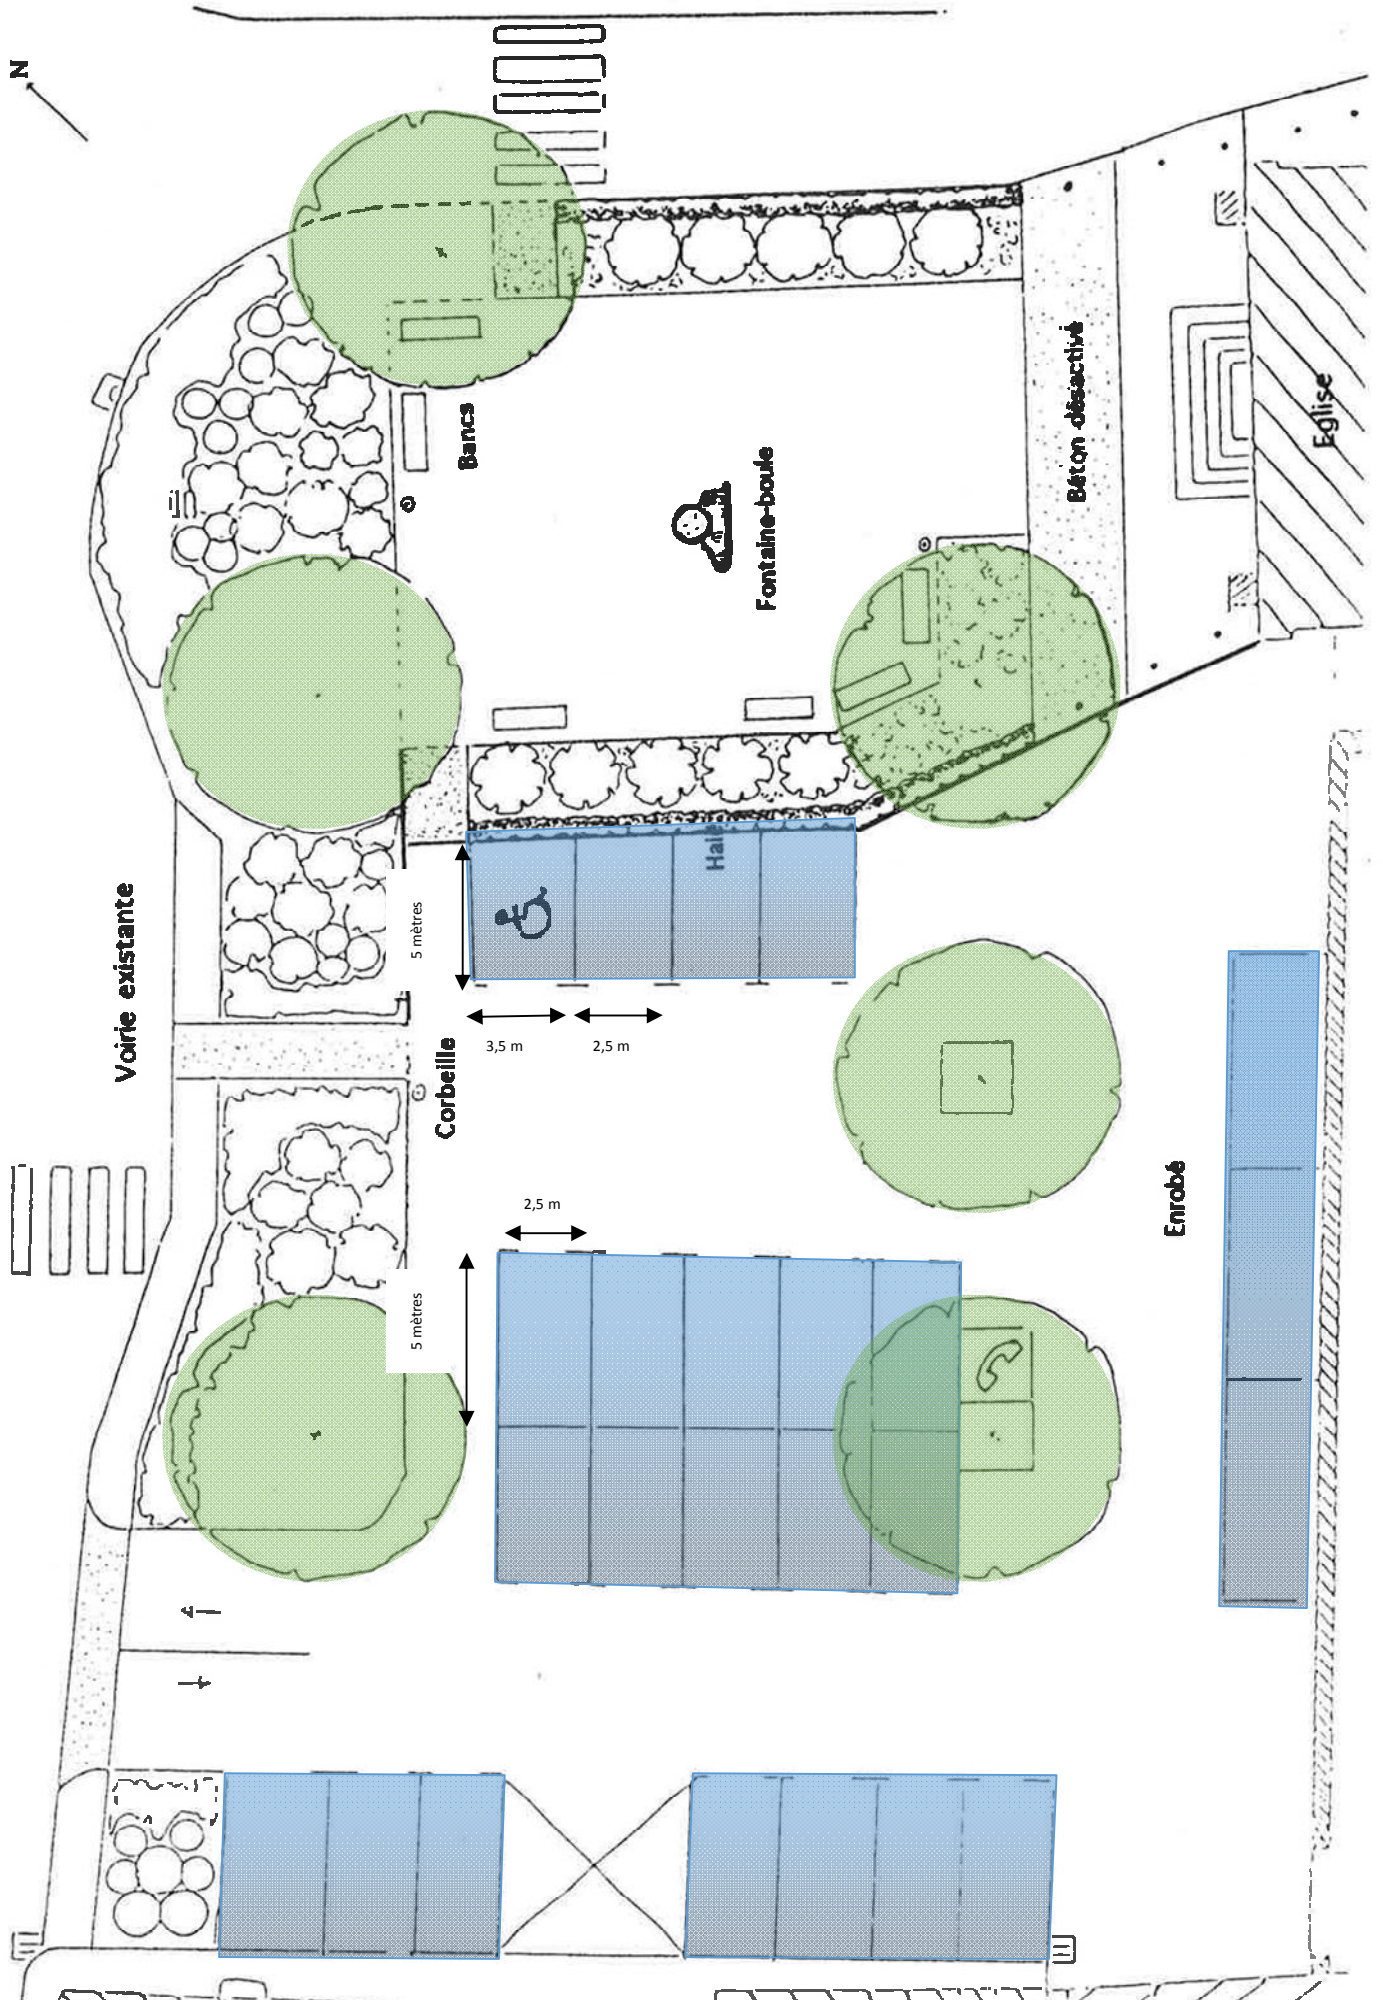 N
Bancs
Fontaine-boule
Béton désactivé
Eglise
Haie
5 mètres
Voirie existante
3,5 m
2,5 m
Corbeille
2,5 m
Enrobé
5 mètres